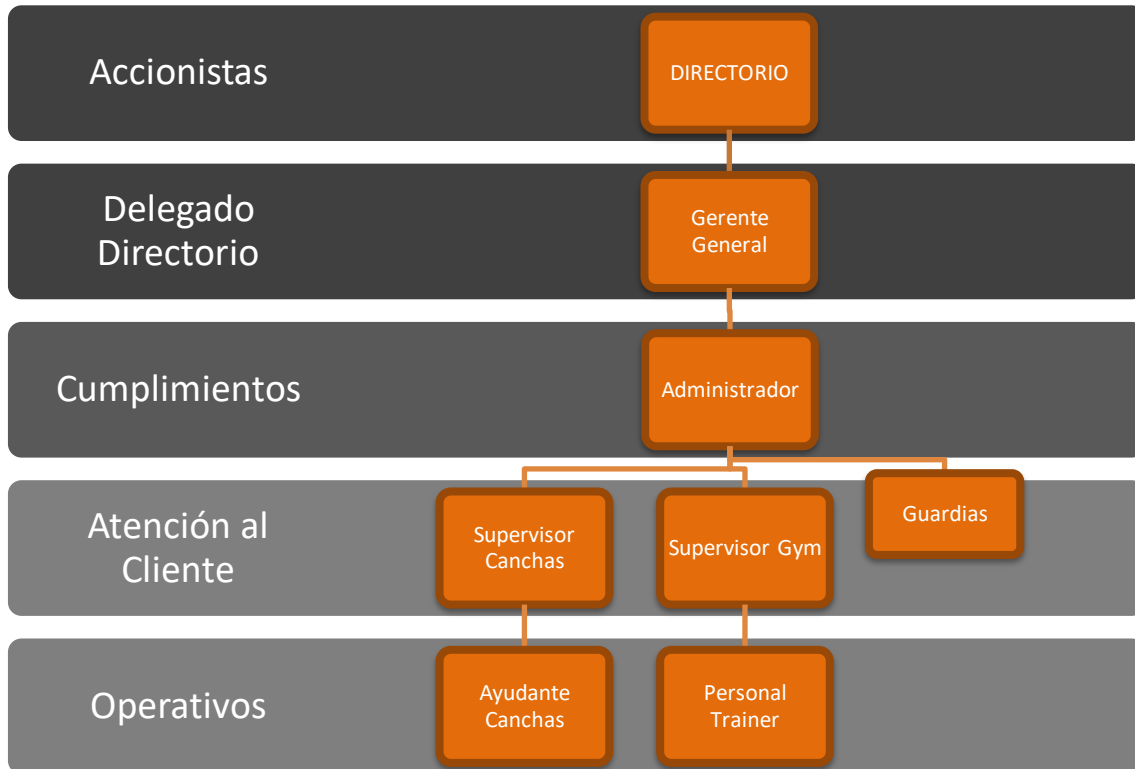 Accionistas
DIRECTORIO
Delegado
Directorio
Gerente
General
Cumplimientos
Administrador
Atención al
Cliente
Supervisor
Canchas
Supervisor Gym
Guardias
Operativos
Ayudante
Canchas
Personal
Trainer